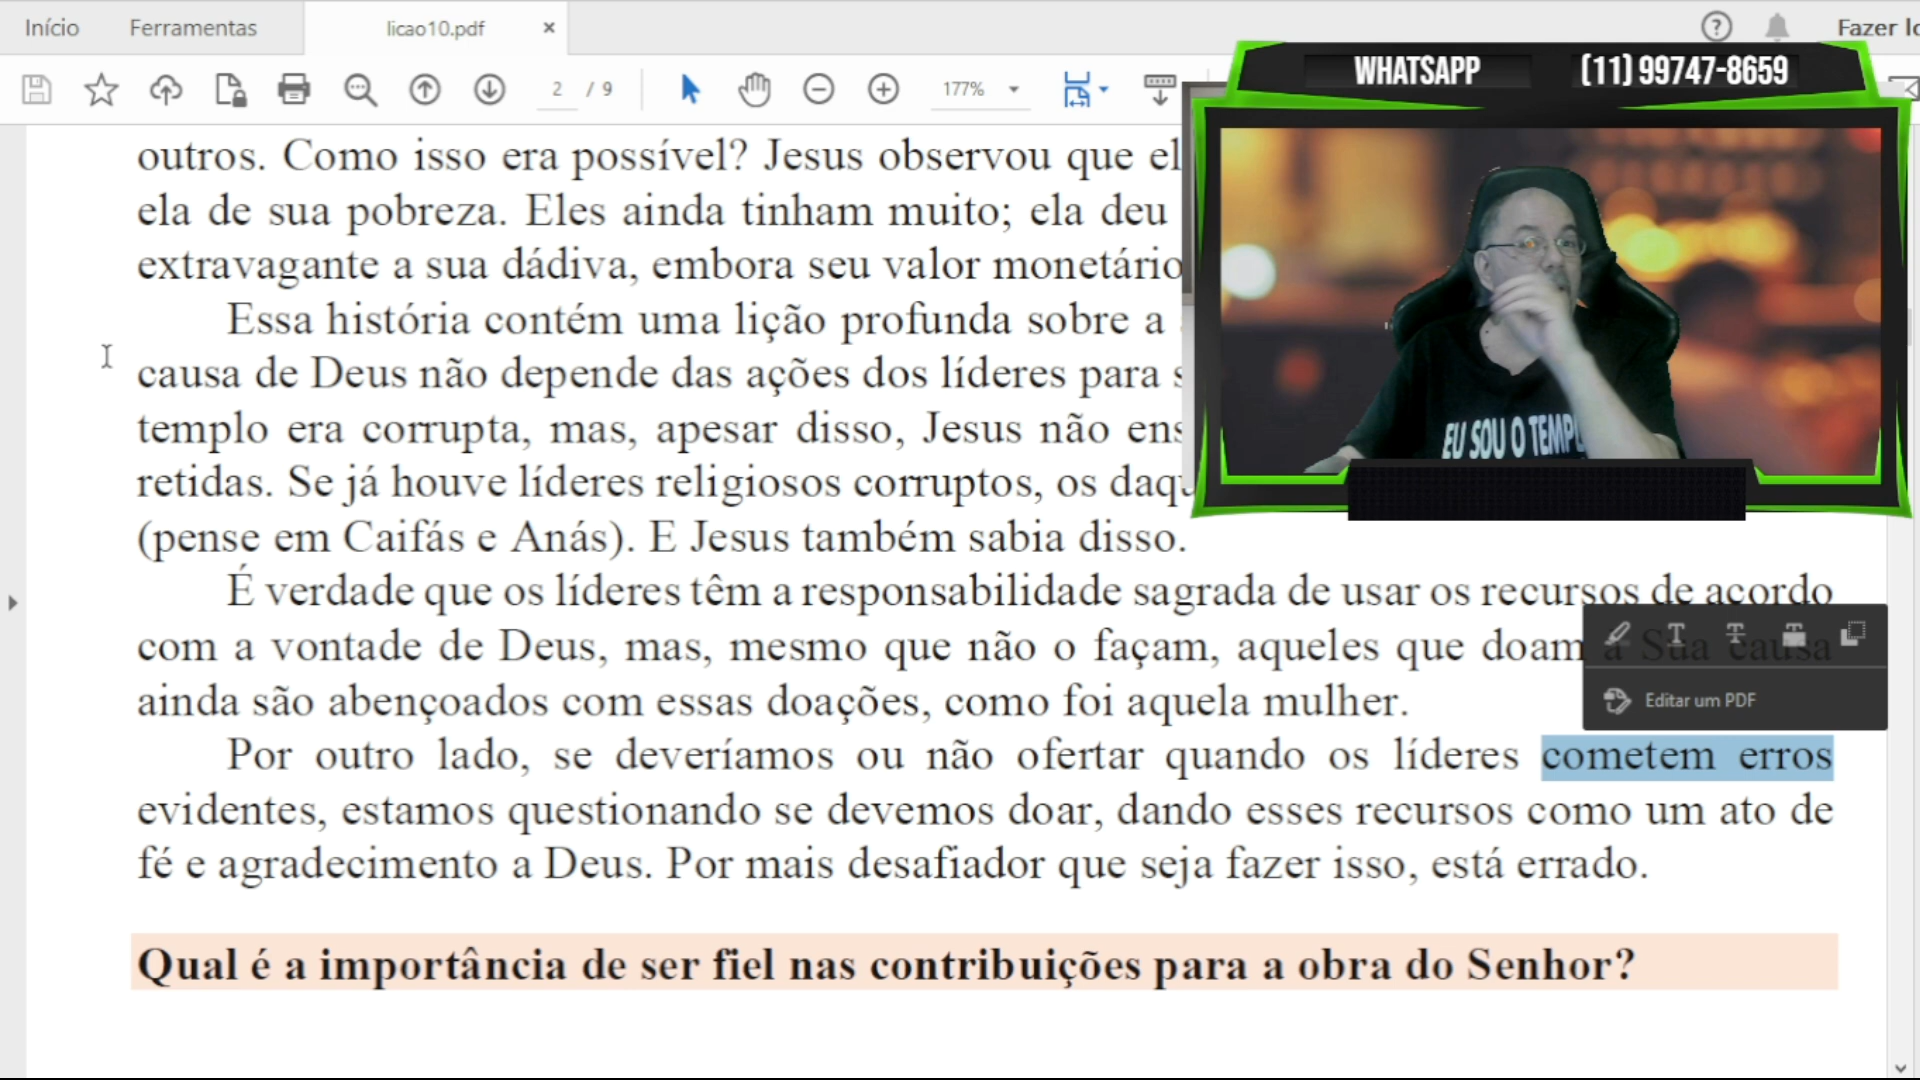 Início Ferramentas licao10.pdf × ? Fazer lo
2 / 9 177%
WHATSAPP (11) 99747-8659
outros. Como isso era possível? Jesus observou que el
ela de sua pobreza. Eles ainda tinham muito; ela deu
extravagante a sua dádiva, embora seu valor monetário
Essa história contém uma lição profunda sobre a
causa de Deus não depende das ações dos líderes para s
templo era corrupta, mas, apesar disso, Jesus não ens
retidas. Se já houve líderes religiosos corruptos, os daqu
(pense em Caifás e Anás). E Jesus também sabia disso.
EU SOU O TEMPL
É verdade que os líderes têm a responsabilidade sagrada de usar os recursos de acordo
com a vontade de Deus, mas, mesmo que não o façam, aqueles que doam a Sua causa
ainda são abençoados com essas doações, como foi aquela mulher.
Editar um PDF
Por outro lado, se deveríamos ou não ofertar quando os líderes cometem erros
evidentes, estamos questionando se devemos doar, dando esses recursos como um ato de
fé e agradecimento a Deus. Por mais desafiador que seja fazer isso, está errado.
Qual é a importância de ser fiel nas contribuições para a obra do Senhor?